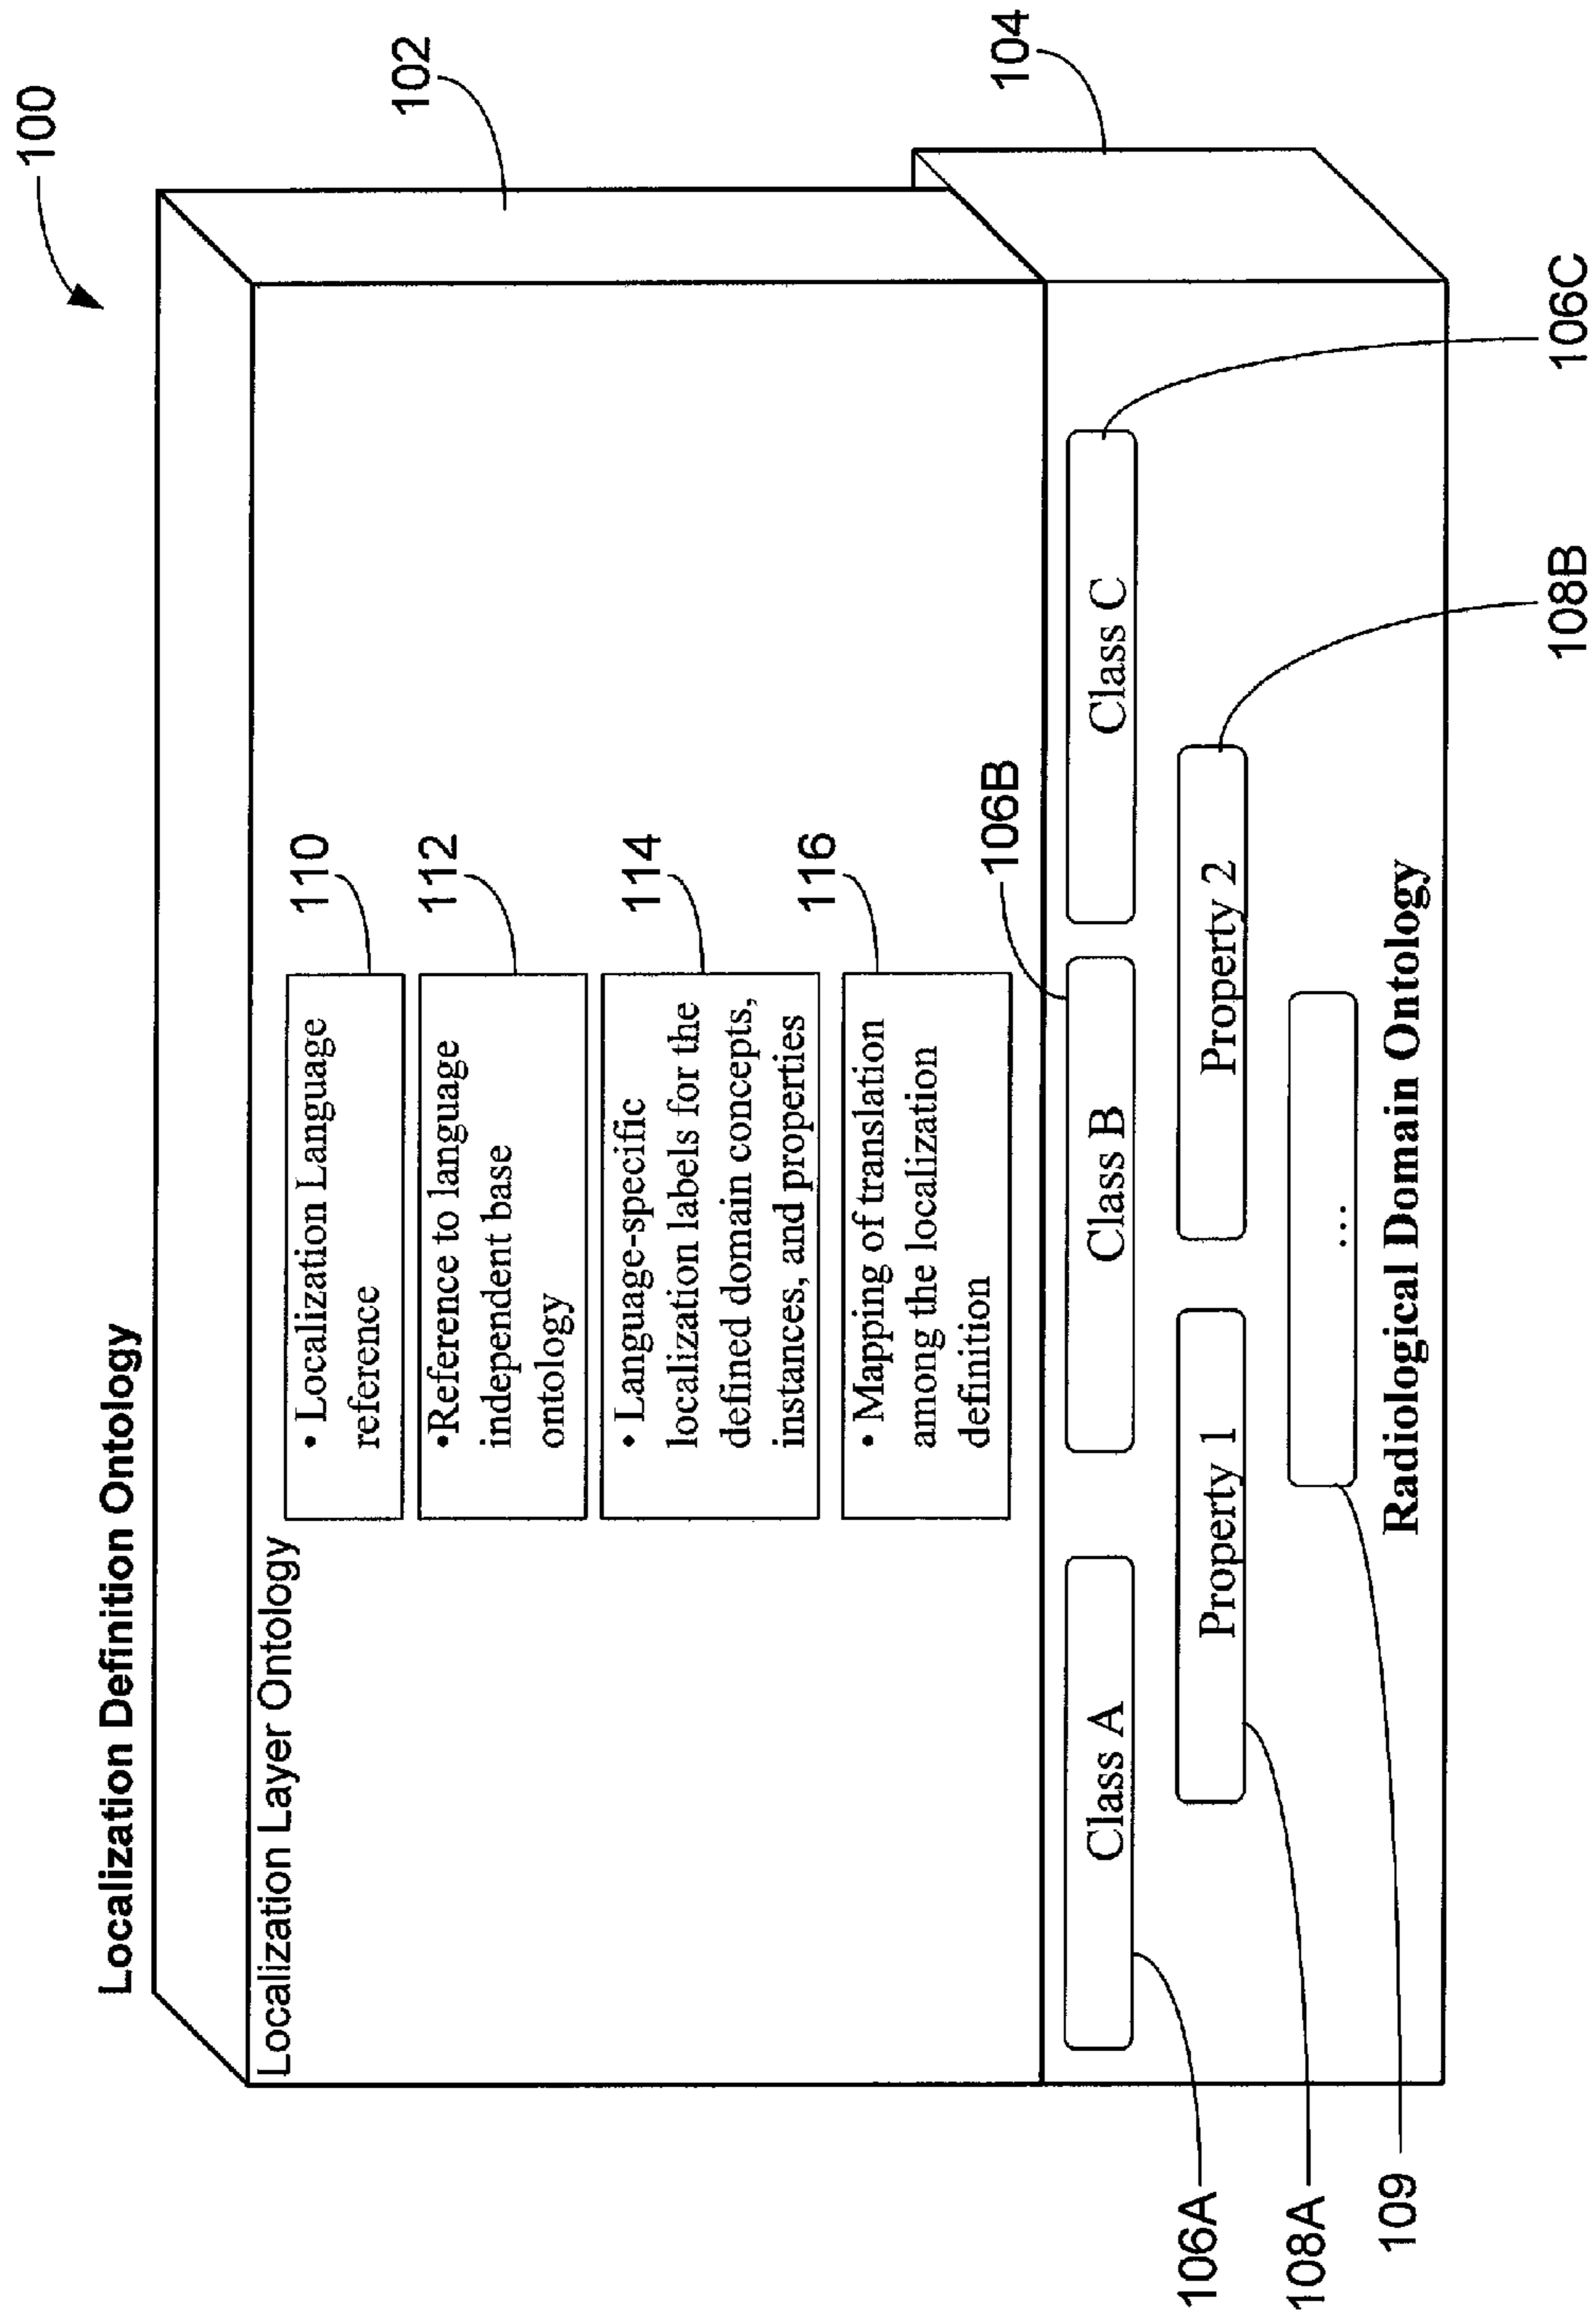 100
Localization Definition Ontology
102
Localization Layer Ontology
• Localization Language
reference
110
•Reference to language
independent base
ontology
112
• Language-specific
localization labels for the
defined domain concepts,
instances, and properties
114
• Mapping of translation
among the localization
definition
116
104
106B
Class A
Class B
Class C
Property 1
Property 2
...
Radiological Domain Ontology
106A
108A
109
106C
108B